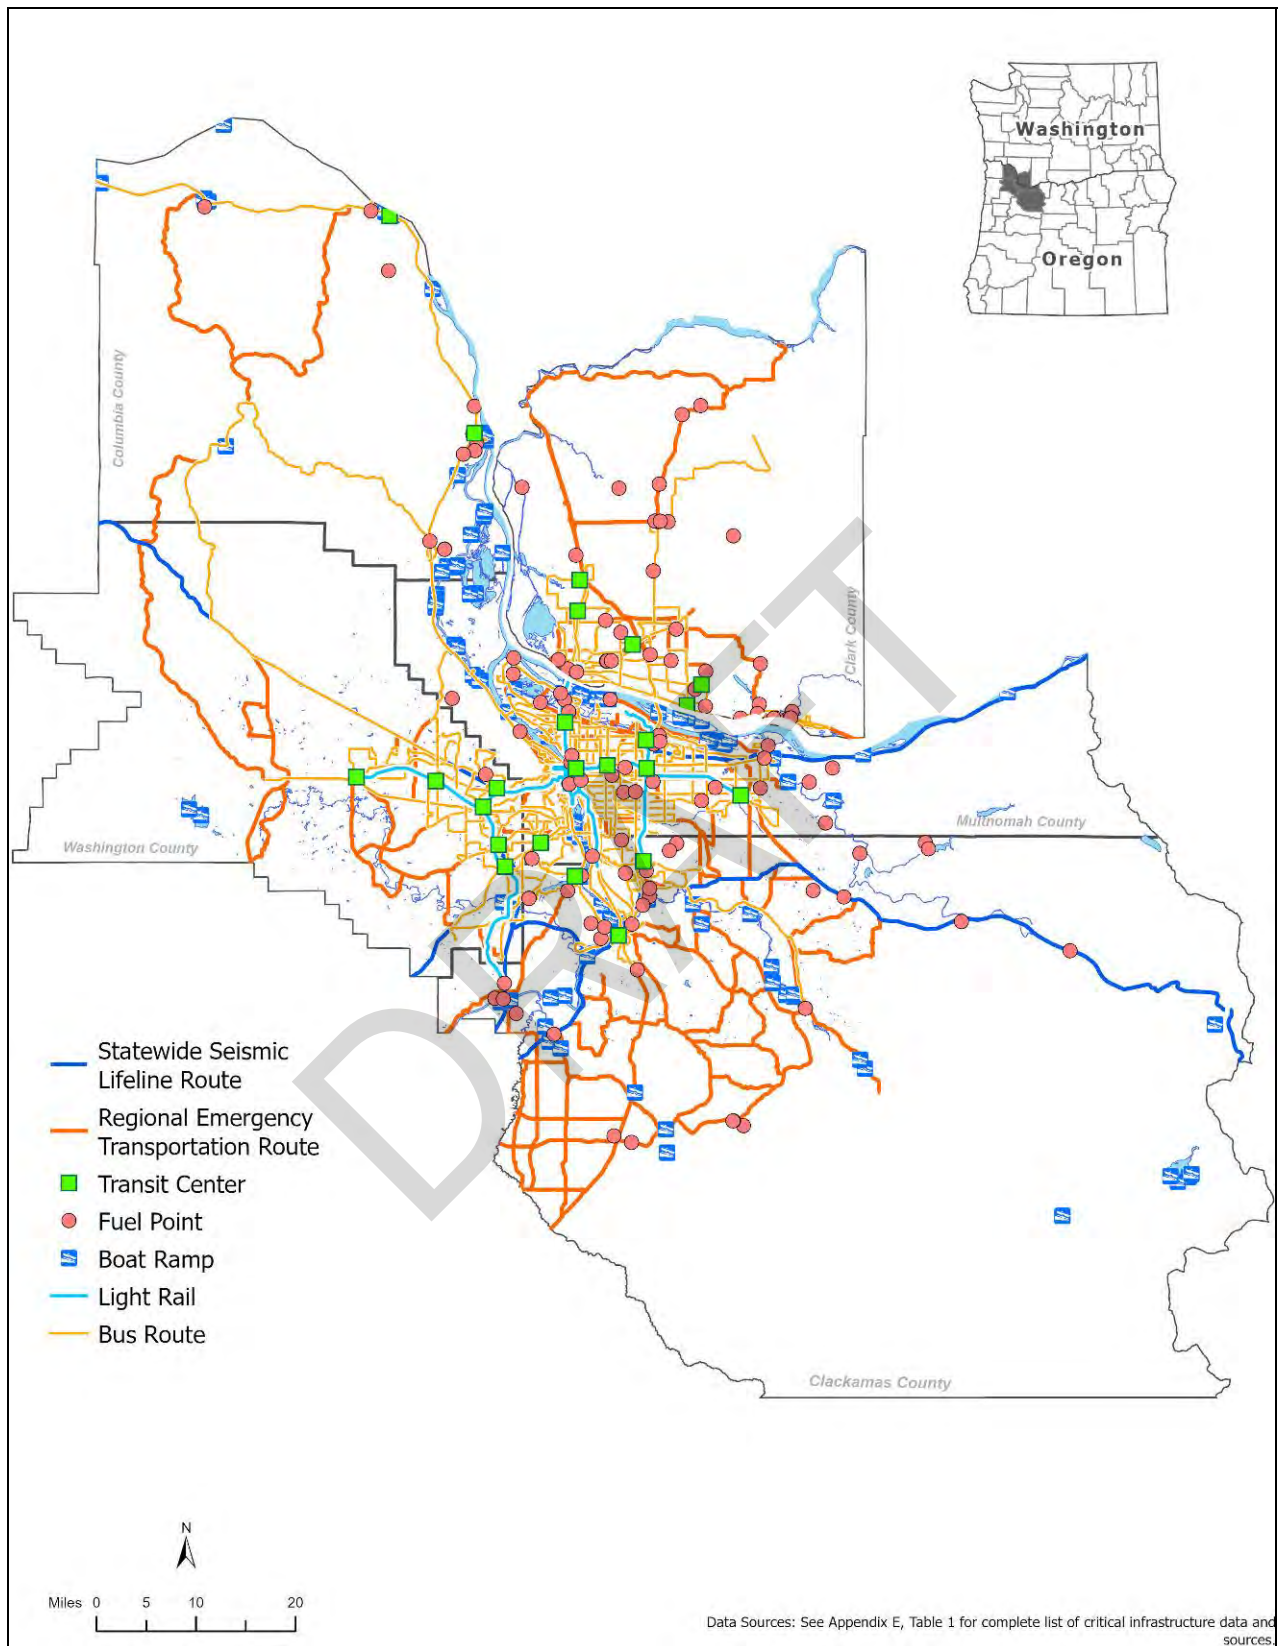 Washington
Oregon
Columbia County
Clark County
Multnomah County
Washington County
DRAFT
Statewide Seismic
Lifeline Route
Regional Emergency
Transportation Route
Transit Center
Fuel Point
Boat Ramp
Light Rail
Bus Route
Clackamas County
N
Miles 0 5 10 20
Data Sources: See Appendix E, Table 1 for complete list of critical infrastructure data and
sources.